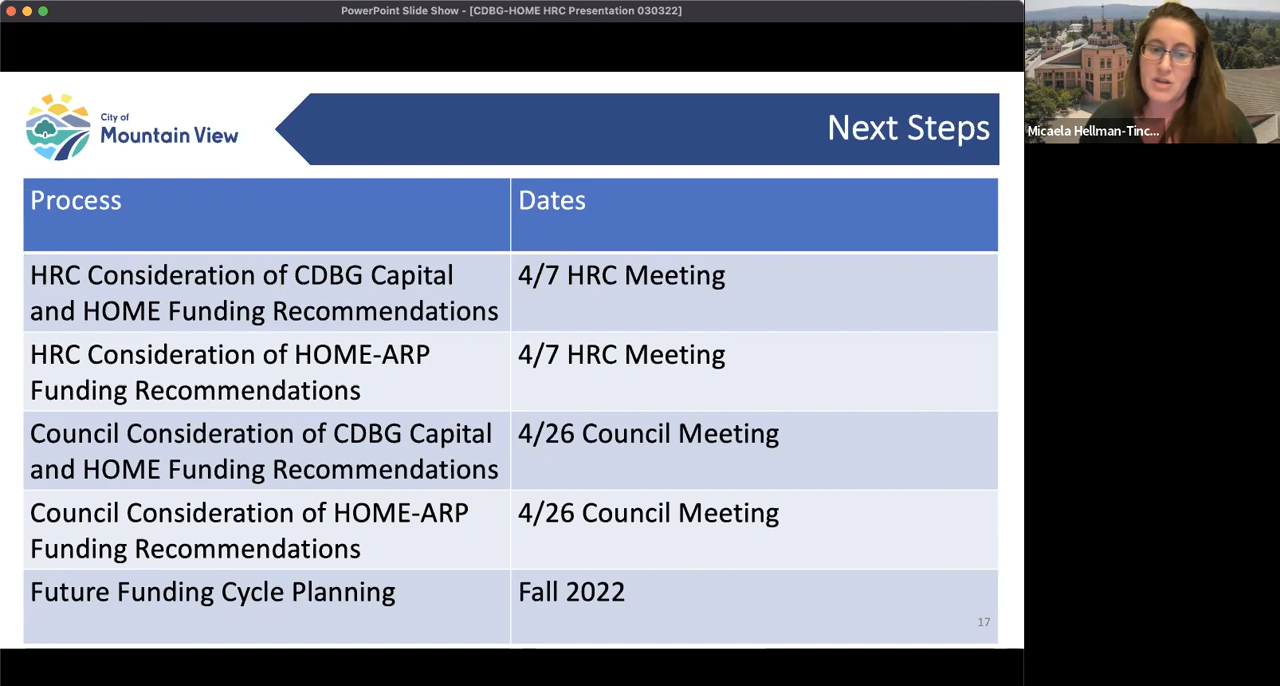 PowerPoint Slide Show - [CDBG-HOME HRC Presentation 030322]
City of
Mountain View
Next Steps
Process
Dates
HRC Consideration of CDBG Capital
and HOME Funding Recommendations
4/7 HRC Meeting
HRC Consideration of HOME-ARP
Funding Recommendations
4/7 HRC Meeting
Council Consideration of CDBG Capital
and HOME Funding Recommendations
4/26 Council Meeting
Council Consideration of HOME-ARP
Funding Recommendations
4/26 Council Meeting
Future Funding Cycle Planning
Fall 2022
17
Micaela Hellman-Tinc...